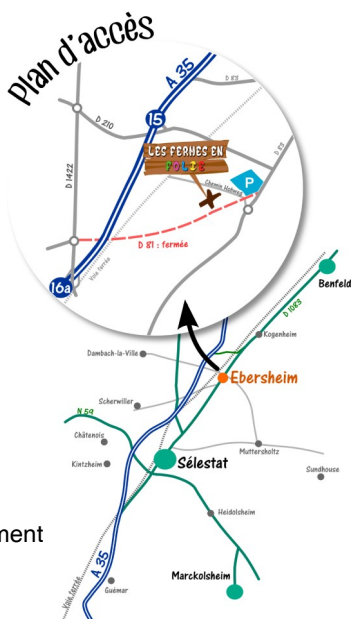 Plan d'accès
A 35
D 83
15
D 210
LES FERMES EN
FOLIE
P
Chemin Habweg
D 83
D 1422
D 81 : fermée
Voie ferrée
16a
Benfeld
D 1083
Kogenheim
Dambach-la-Ville
Ebersheim
Scherwiller
N 59
Châtenois
Muttersholtz
Kintzheim
Sélestat
Sundhouse
Heidolsheim
ment
A 35
Marckolsheim
Guémar
Voie ferrée